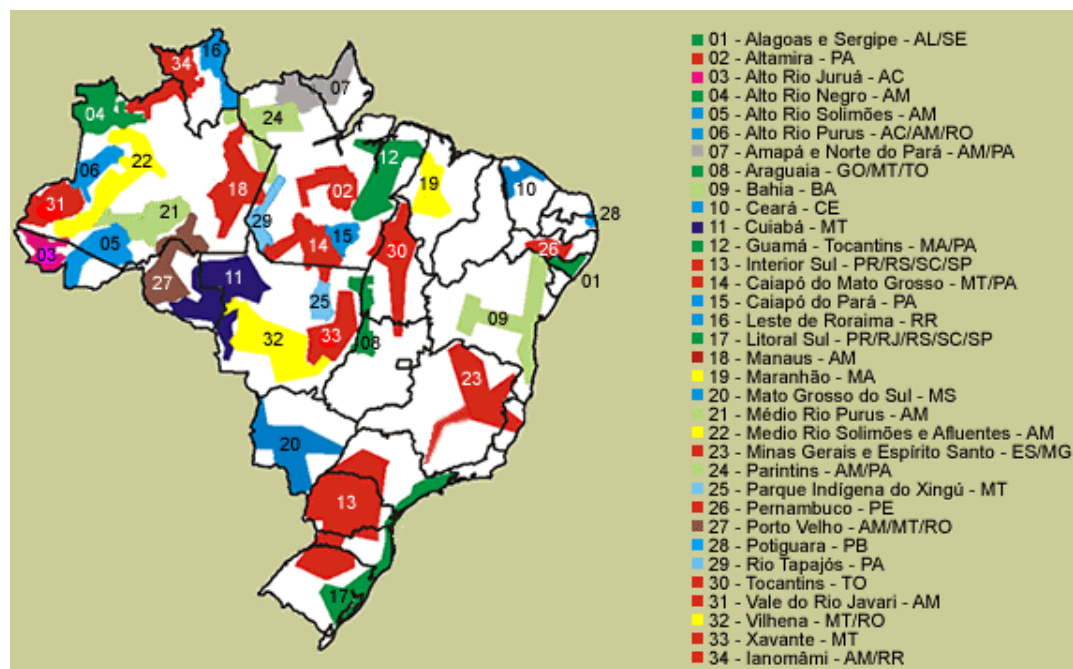 34
16
07
04
24
12
22
06
18
02
19
10
31
21
29
28
03
05
14
15
30
26
27
11
25
01
09
33
32
08
23
20
13
17
01 - Alagoas e Sergipe - AL/SE
02 - Altamira - PA
03 - Alto Rio Juruá - AC
04 - Alto Rio Negro - AM
05 - Alto Rio Solimões - AM
06 - Alto Rio Purus - AC/AM/RO
07 - Amapá e Norte do Pará - AM/PA
08 - Araguaia - GO/MT/TO
09 - Bahia - BA
10 - Ceará - CE
11 - Cuiabá - MT
12 - Guamá - Tocantins - MA/PA
13 - Interior Sul - PR/RS/SC/SP
14 - Caiapó do Mato Grosso - MT/PA
15 - Caiapó do Pará - PA
16 - Leste de Roraima - RR
17 - Litoral Sul - PR/RJ/RS/SC/SP
18 - Manaus - AM
19 - Maranhão - MA
20 - Mato Grosso do Sul - MS
21 - Médio Rio Purus - AM
22 - Medio Rio Solimões e Afluentes - AM
23 - Minas Gerais e Espírito Santo - ES/MG
24 - Parintins - AM/PA
25 - Parque Indígena do Xingú - MT
26 - Pernambuco - PE
27 - Porto Velho - AM/MT/RO
28 - Potiguara - PB
29 - Rio Tapajós - PA
30 - Tocantins - TO
31 - Vale do Rio Javari - AM
32 - Vilhena - MT/RO
33 - Xavante - MT
34 - Ianomâmi - AM/RR